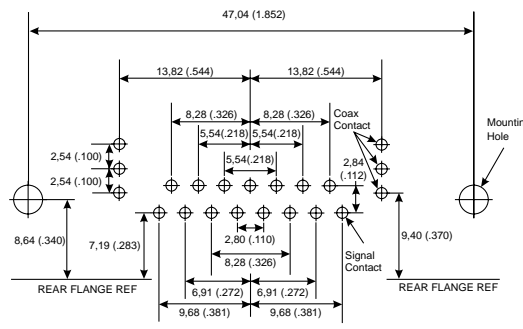 47,04 (1.852)
13,82 (.544)
13,82 (.544)
8,28 (.326)
8,28 (.326)
Coax
Contact
Mountin
Hole
5,54(.218)
5,54(.218)
2,54 (.100)
5,54(.218)
2,84
(.112)
2,54 (.100)
8,64 (.340)
7,19 (.283)
2,80 (.110)
9,40 (.370)
8,28 (.326)
Signal
Contact
REAR FLANGE REF
REAR FLANGE REF
6,91 (.272)
6,91 (.272)
9,68 (.381)
9,68 (.381)